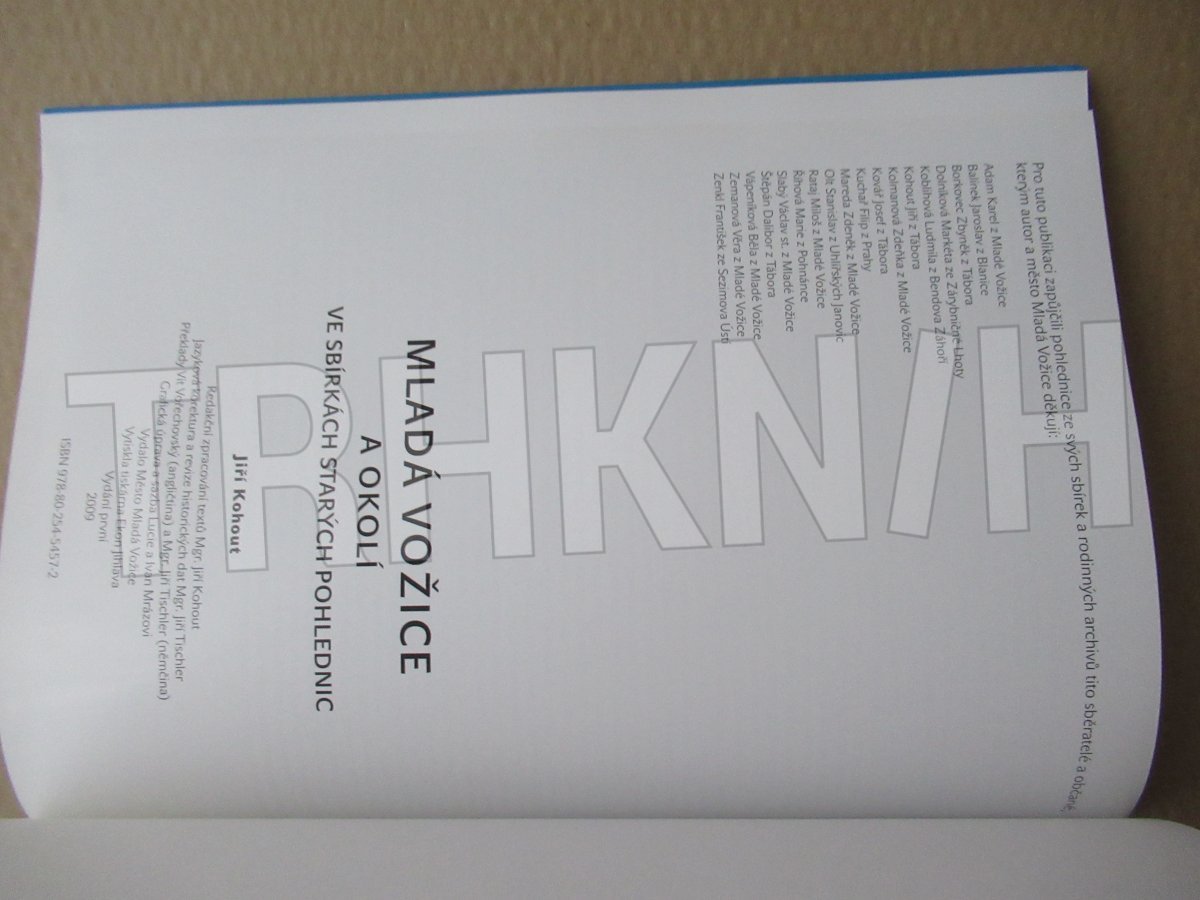 Pro tuto publikaci zapůjčili pohlednice ze svých sbírek a rodinných archivů tito sběratelé a občané,
kterým autor a město Mladá Vožice děkují:
Adam Karel z Mladé Vožice
Balínek Jaroslav z Blanice
Borkovec Zbyněk z Tábora
Dolníková Markéta ze Zárybničné Lhoty
Koblihová Ludmila z Bendova Záhoří
Kohout Jiří z Tábora
Kolmanová Zdeňka z Mladé Vožice
Kovář Josef z Tábora
Kuchař Filip z Prahy
Mareda Zdeněk z Mladé Vožice
Olt Stanislav z Uhlířských Janovic
Rataj Miloš z Mladé Vožice
Říhová Marie z Pohnánce
Slabý Václav st. z Mladé Vožice
Štěpán Dalibor z Tábora
Vápeníková Běla z Mladé Vožice
Zemanová Věra z Mladé Vožice
Zenkl František ze Sezimova Ústí
MLADÁ VOŽICE
A OKOLÍ
VE SBÍRKÁCH STARÝCH POHLEDNIC
Jiří Kohout
Redakční zpracování textů Mgr. Jiří Kohout
Jazyková korektura a revize historických dat Mgr. Jiří Tischler
Překlady Vít Vořechovský (angličtina) a Mgr. Jiří Tischler (němčina)
Grafická úprava a sazba Lucie a Ivan Mrázovi
Vydalo Město Mladá Vožice
Vytiskla tiskárna Ekon Jihlava
Vydání první
2009
ISBN 978-80-254-5457-2